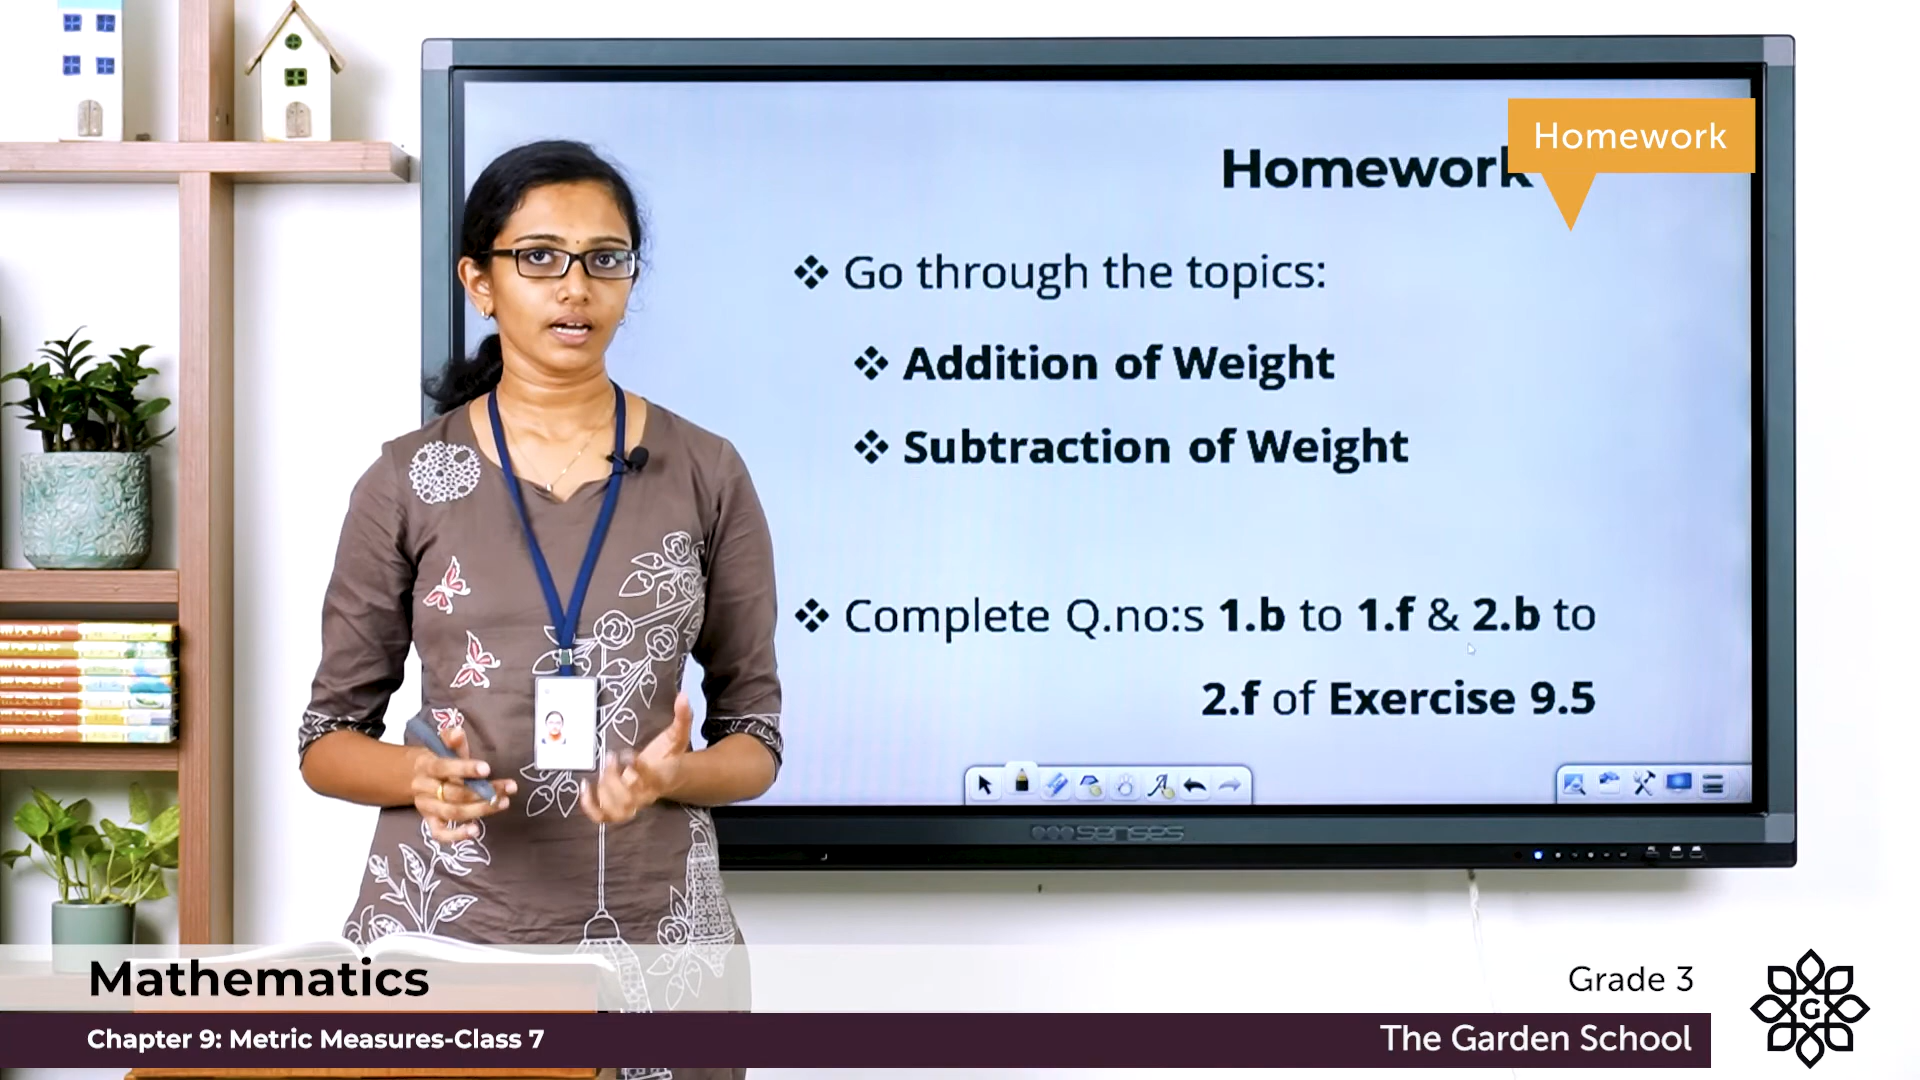 Homework
Homework
❖ Go through the topics:
❖ Addition of Weight
❖ Subtraction of Weight
❖ Complete Q.no:s 1.b to 1.f & 2.b to
2.f of Exercise 9.5
senses
Mathematics
Grade 3
Chapter 9: Metric Measures-Class 7
The Garden School
G